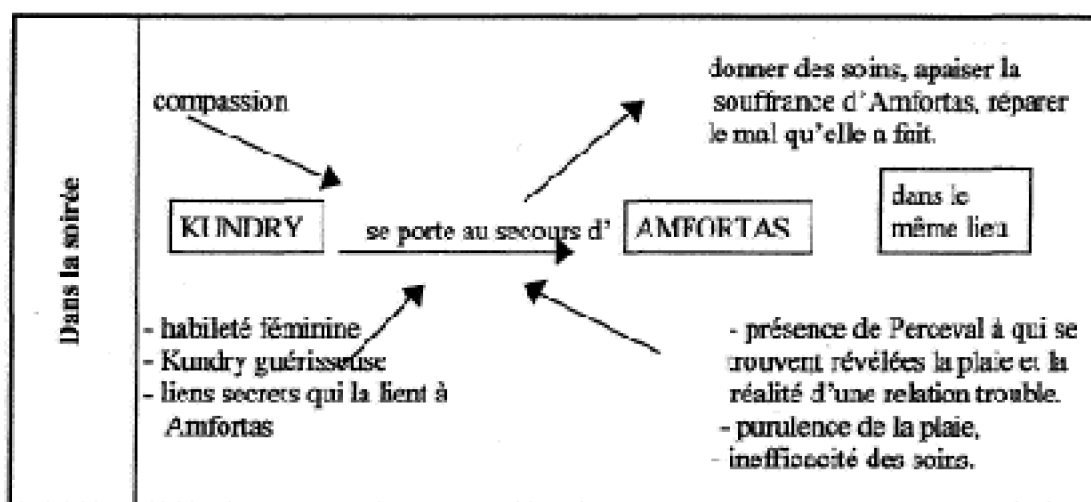 Dans la soirée
compassion
donner des soins, apaiser la
souffrance d'Amfortas, réparer
le mal qu'elle a fait.
KUNDRY
se porte au secours d'
AMFORTAS
dans le
même lieu
- habileté féminine
- Kundry guérisseuse
- liens secrets qui la lient à
Amfortas
- présence de Perceval à qui se
trouvent révélées la plaie et la
réalité d'une relation trouble.
- purulence de la plaie,
- inefficacité des soins.